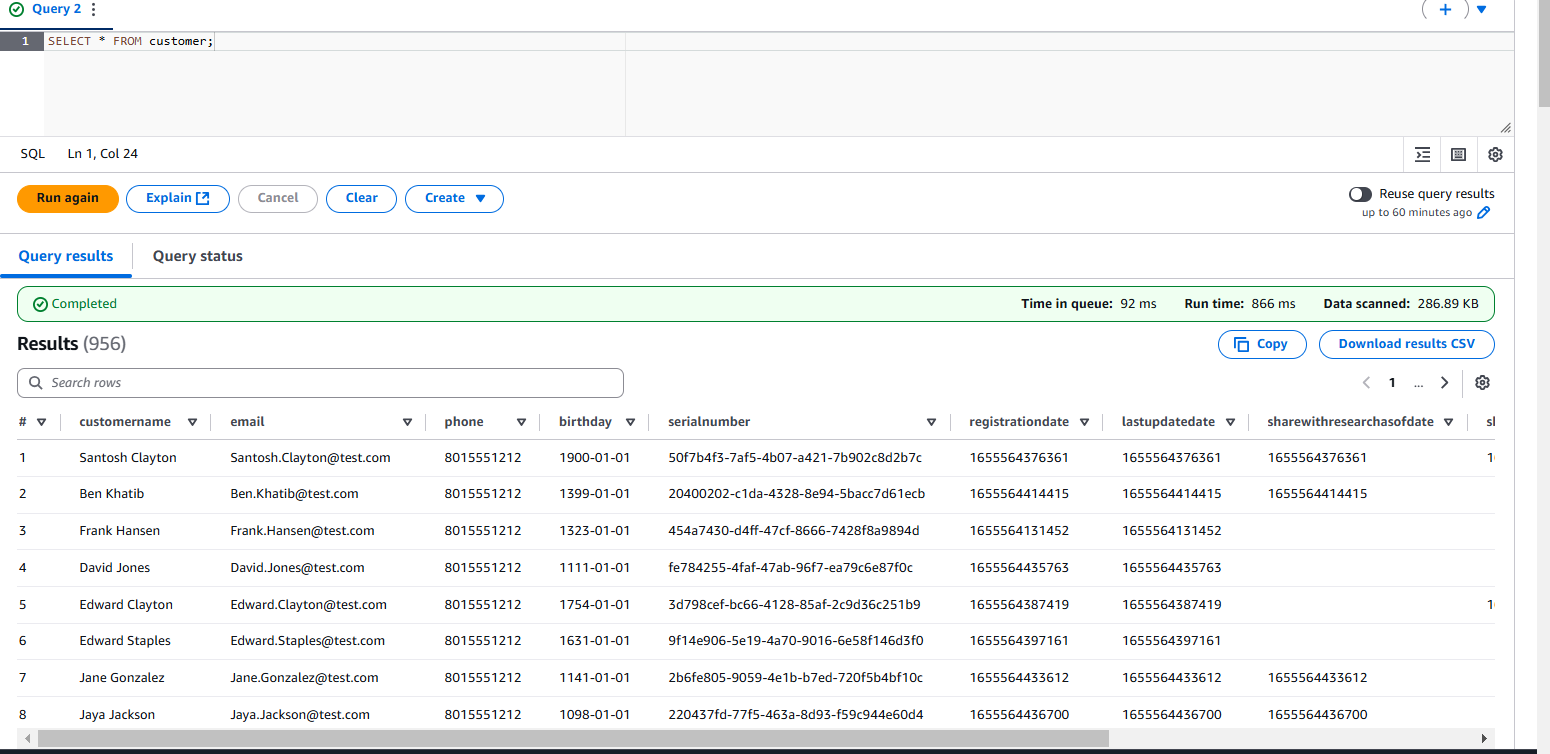 Query 2
1 SELECT * FROM customer;
SQL Ln 1, Col 24
Run again Explain Cancel Clear Create Reuse query results
up to 60 minutes ago
Query results Query status
Completed Time in queue: 92 ms Run time: 866 ms Data scanned: 286.89 KB
Results (956) Copy Download results CSV
Search rows 1 ...
# customername email phone birthday serialnumber registrationdate lastupdatedate sharewithresearchasofdate
1 Santosh Clayton Santosh.Clayton@test.com 8015551212 1900-01-01 50f7b4f3-7af5-4b07-a421-7b902c8d2b7c 1655564376361 1655564376361 1655564376361
2 Ben Khatib Ben.Khatib@test.com 8015551212 1399-01-01 20400202-c1da-4328-8e94-5bacc7d61ecb 1655564414415 1655564414415 1655564414415
3 Frank Hansen Frank.Hansen@test.com 8015551212 1323-01-01 454a7430-d4ff-47cf-8666-7428f8a9894d 1655564131452 1655564131452
4 David Jones David.Jones@test.com 8015551212 1111-01-01 fe784255-4faf-47ab-96f7-ea79c6e87f0c 1655564435763 1655564435763
5 Edward Clayton Edward.Clayton@test.com 8015551212 1754-01-01 3d798cef-bc66-4128-85af-2c9d36c251b9 1655564387419 1655564387419
6 Edward Staples Edward.Staples@test.com 8015551212 1631-01-01 9f14e906-5e19-4a70-9016-6e58f146d3f0 1655564397161 1655564397161
7 Jane Gonzalez Jane.Gonzalez@test.com 8015551212 1141-01-01 2b6fe805-9059-4e1b-b7ed-720f5b4bf10c 1655564433612 1655564433612 1655564433612
8 Jaya Jackson Jaya.Jackson@test.com 8015551212 1098-01-01 220437fd-77f5-463a-8d93-f59c944e60d4 1655564436700 1655564436700 1655564436700